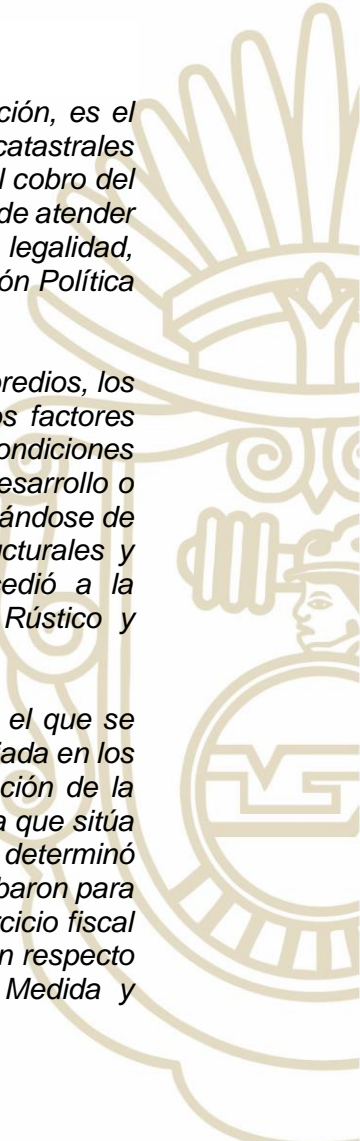 ción, es el
catastrales
l cobro del
de atender
legalidad,
ón Política
predios, los
os factores
ondiciones
esarrollo o
ándose de
ucturales y
cedió a la
Rústico y
el que se
ada en los
ción de la
a que sitúa
determinó
baron para
rcicio fiscal
n respecto
Medida y